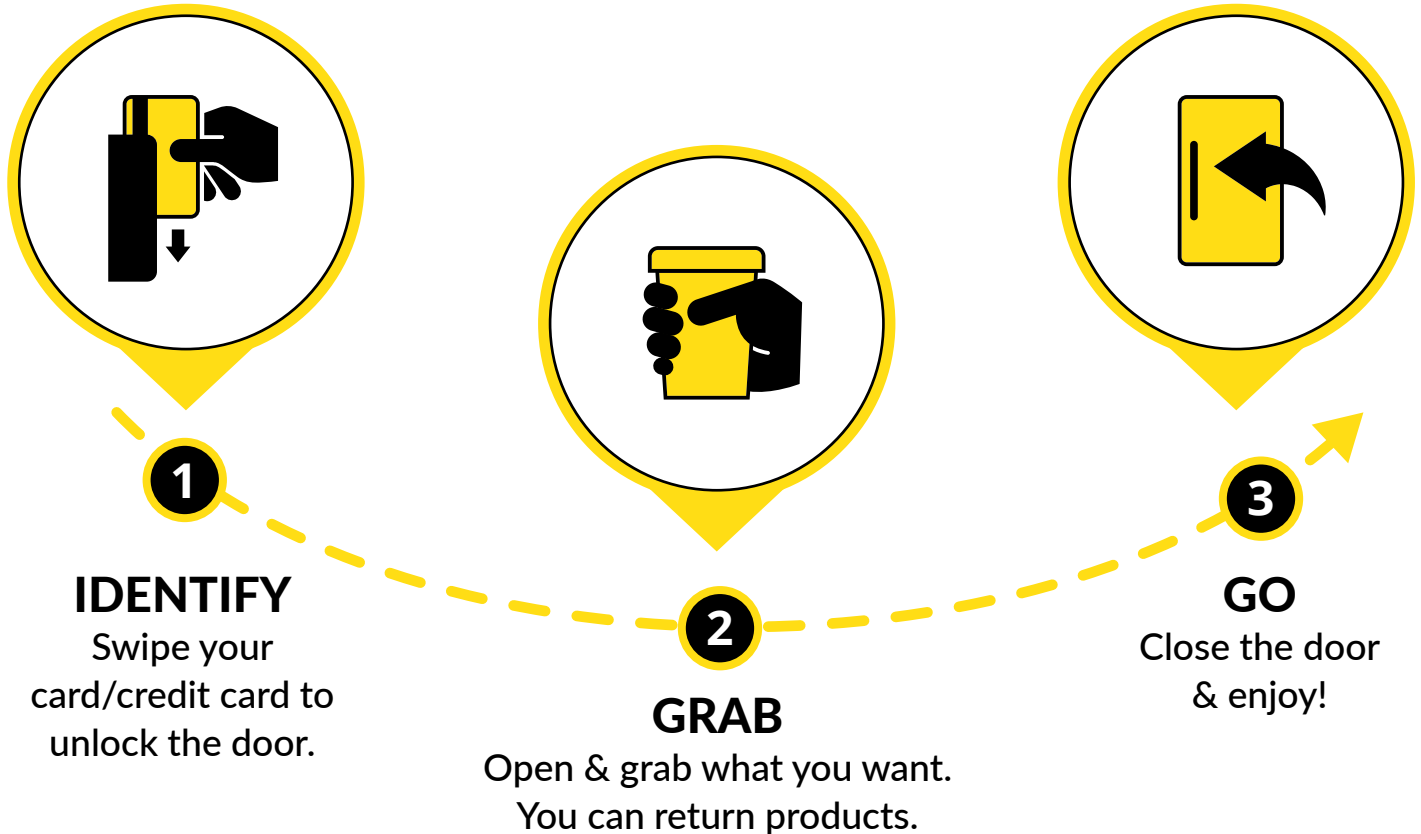 1
IDENTIFY
Swipe your
card/credit card to
unlock the door.
2
GRAB
Open & grab what you want.
You can return products.
3
GO
Close the door
& enjoy!